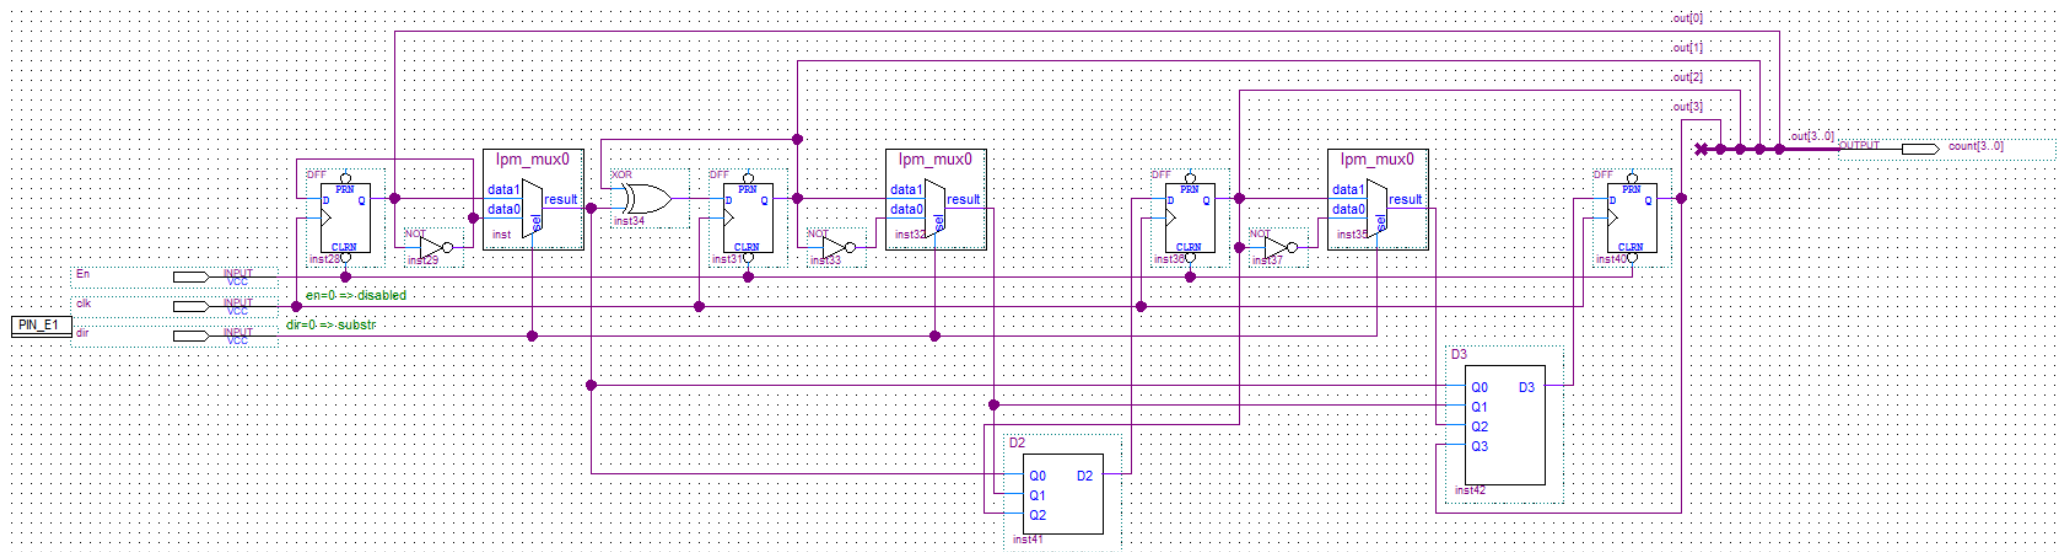 out[0]
out[1]
out[2]
out[3]
out[3..0]
OUTPUT
count[3..0]
DFF
PRN
D
Q
CLRN
inst28
NOT
inst29
lpm_mux0
data1
data0
result
sel
inst
XOR
inst34
DFF
PRN
D
Q
CLRN
inst31
NOT
inst33
lpm_mux0
data1
data0
result
sel
inst32
DFF
PRN
D
Q
CLRN
NOT
inst37
lpm_mux0
data1
data0
result
sel
inst35
DFF
PRN
D
Q
CLRN
inst40
En
INPUT
VCC
en=0 => disabled
clk
INPUT
VCC
dir=0 => substr
PIN_E1
dir
INPUT
VCC
D3
Q0
D3
Q1
Q2
Q3
inst42
D2
Q0
D2
Q1
Q2
inst41